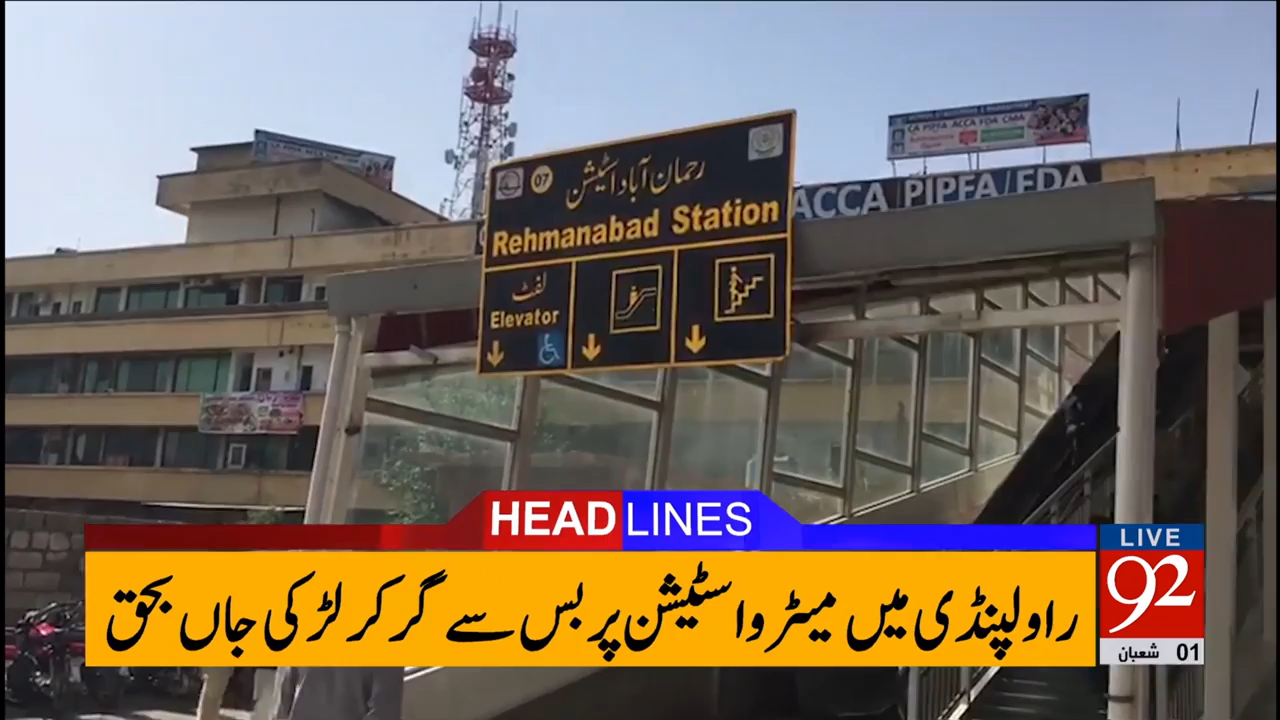 CA PIPFA ACCA FDA CMA
ACCA / PIPFA / FDA
07
رحمان آباد اسٹیشن
Rehmanabad Station
لفٹ
Elevator
HEADLINES
راولپنڈی میں میٹرو اسٹیشن پر بس سے گر کر لڑکی جاں بحق
LIVE
92
01 شعبان